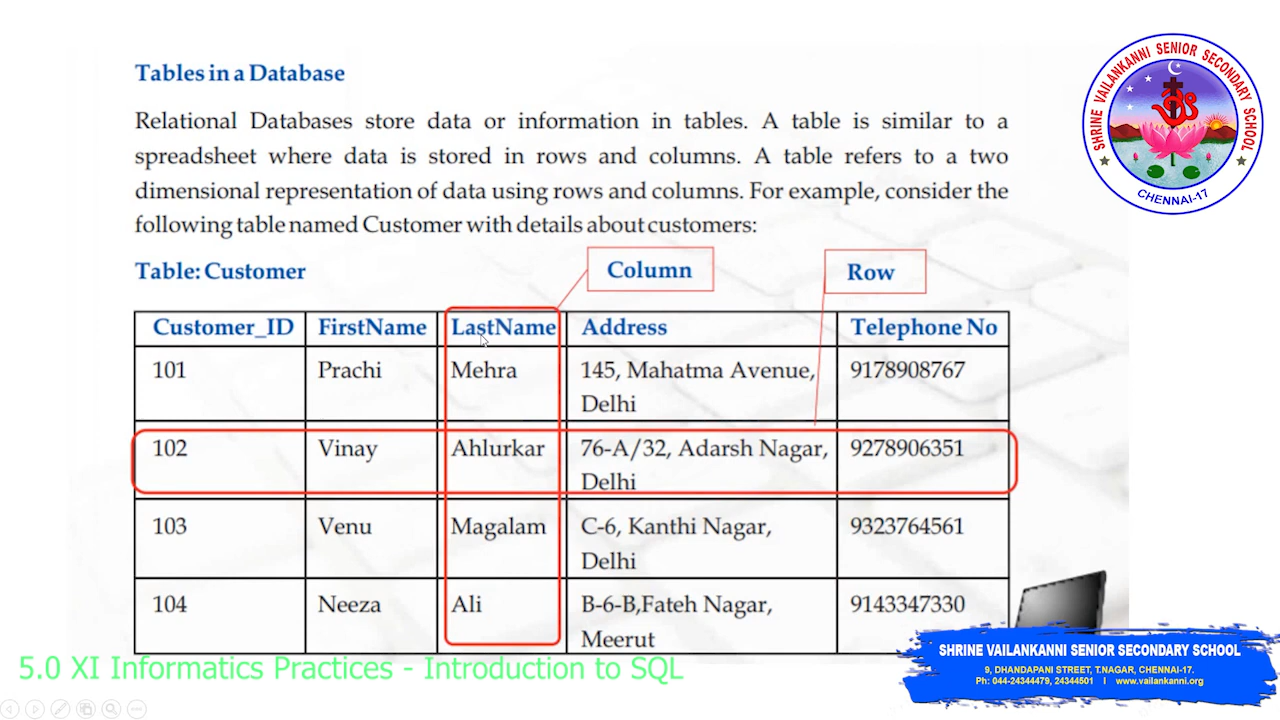 Tables in a Database
Relational Databases store data or information in tables. A table is similar to a
spreadsheet where data is stored in rows and columns. A table refers to a two
dimensional representation of data using rows and columns. For example, consider the
following table named Customer with details about customers:
Table: Customer
Column
Row
Customer_ID FirstName LastName Address Telephone No
101 Prachi Mehra 145, Mahatma Avenue, 9178908767
Delhi
102 Vinay Ahlurkar 76-A/32, Adarsh Nagar, 9278906351
Delhi
103 Venu Magalam C-6, Kanthi Nagar, 9323764561
Delhi
104 Neeza Ali B-6-B,Fateh Nagar, 9143347330
Meerut
5.0 XI Informatics Practices - Introduction to SQL
SHRINE VAILANKANNI SENIOR SECONDARY SCHOOL
CHENNAI-17
SHRINE VAILANKANNI SENIOR SECONDARY SCHOOL
9, DHANDAPANI STREET, T.NAGAR, CHENNAI-17.
Ph: 044-24344479, 24344501 I www.vailankanni.org